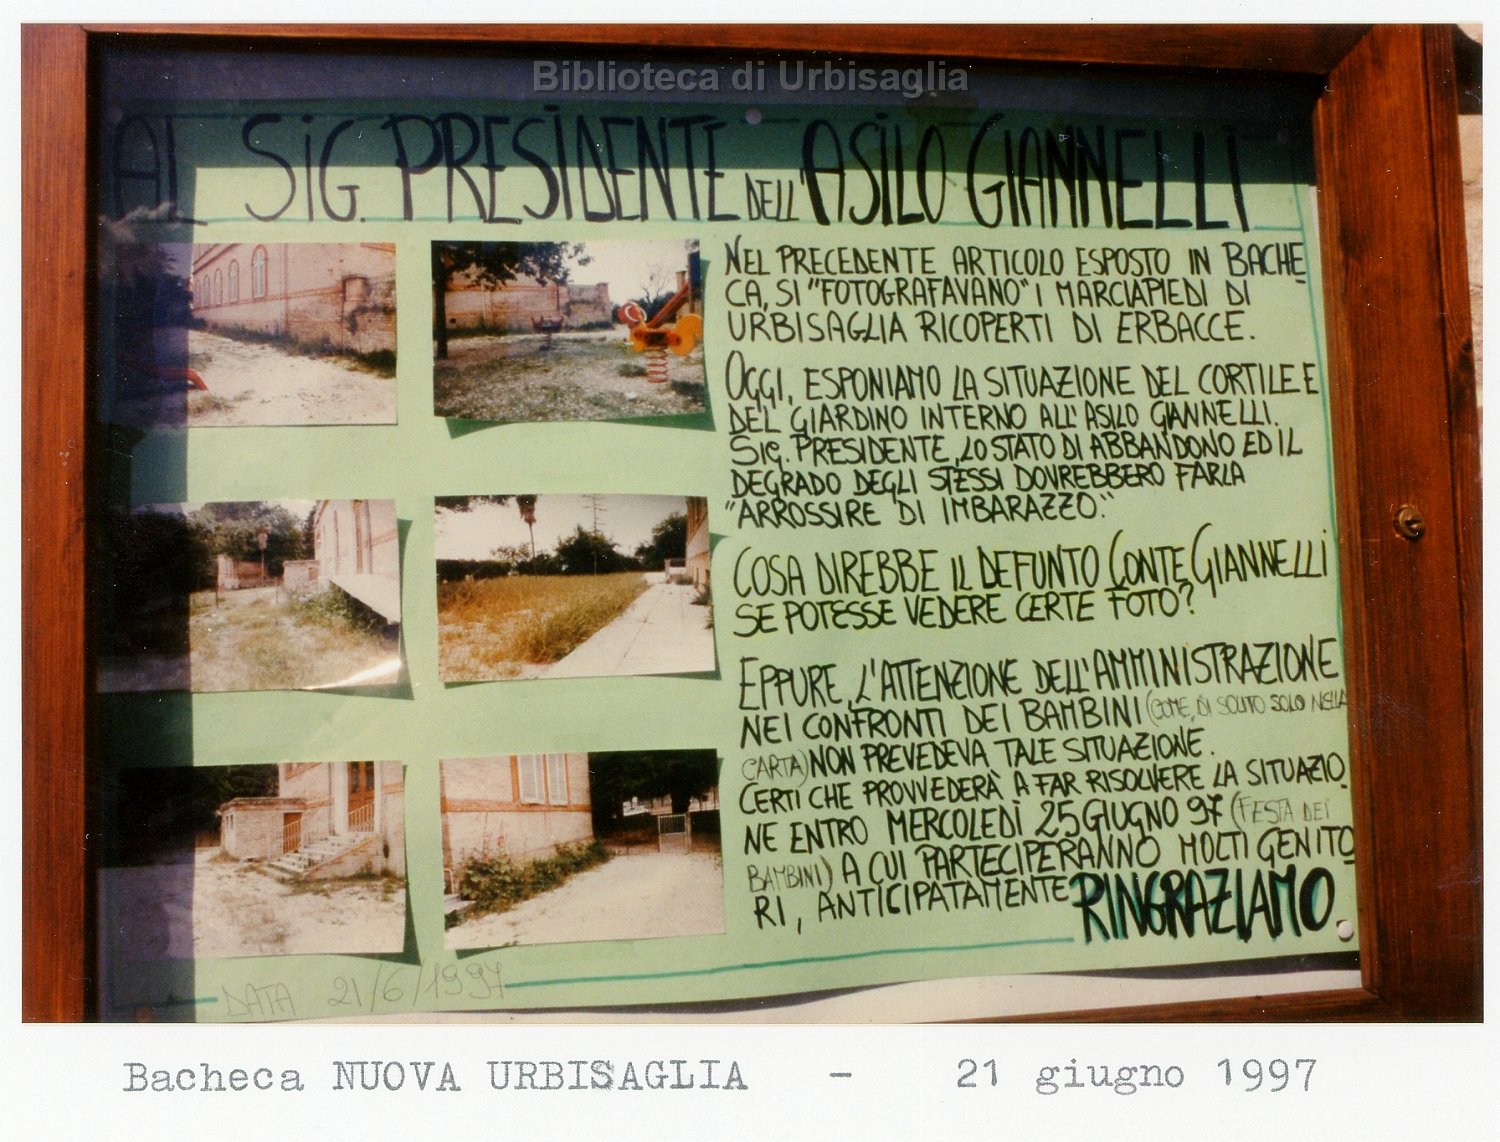 Biblioteca di Urbisaglia
AL SIG. PRESIDENTE DELL'ASILO GIANNELLI
NEL PRECEDENTE ARTICOLO ESPOSTO IN BACHE
CA, SI "FOTOGRAFAVANO" I MARCIAPIEDI DI
URBISAGLIA RICOPERTI DI ERBACCE.
OGGI, ESPONIAMO LA SITUAZIONE DEL CORTILE E
DEL GIARDINO INTERNO ALL'ASILO GIANNELLI.
SIG. PRESIDENTE, LO STATO DI ABBANDONO ED IL
DEGRADO DEGLI STESSI DOVREBBERO FARLA
"ARROSSIRE DI IMBARAZZO."
COSA DIREBBE IL DEFUNTO CONTE GIANNELLI
SE POTESSE VEDERE CERTE FOTO?
EPPURE, L'ATTENZIONE DELL'AMMINISTRAZIONE
NEI CONFRONTI DEI BAMBINI (COME, DI SOLITO SOLO NELLA
CARTA) NON PREVEDEVA TALE SITUAZIONE.
CERTI CHE PROVVEDERÀ A FAR RISOLVERE LA SITUAZIO
NE ENTRO MERCOLEDÌ 25 GIUGNO 97 (FESTA DEI
BAMBINI) A CUI PARTECIPERANNO MOLTI GENITO
RI, ANTICIPATAMENTE RINGRAZIAMO.
DATA 21/6/1997
Bacheca NUOVA URBISAGLIA - 21 giugno 1997